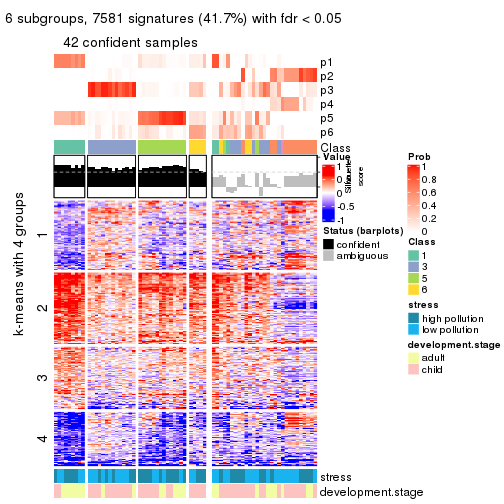 6 subgroups, 7581 signatures (41.7%) with fdr < 0.05
42 confident samples
p1
p2
p3
p4
p5
p6
Class
k-means with 4 groups
1
2
3
4
stress
development.stage
Value
1
0.5
0
-0.5
-1
Silhouette
score
Status (barplots)
confident
ambiguous
Prob
1
0.8
0.6
0.4
0.2
0
Class
1
3
5
6
stress
high pollution
low pollution
development.stage
adult
child